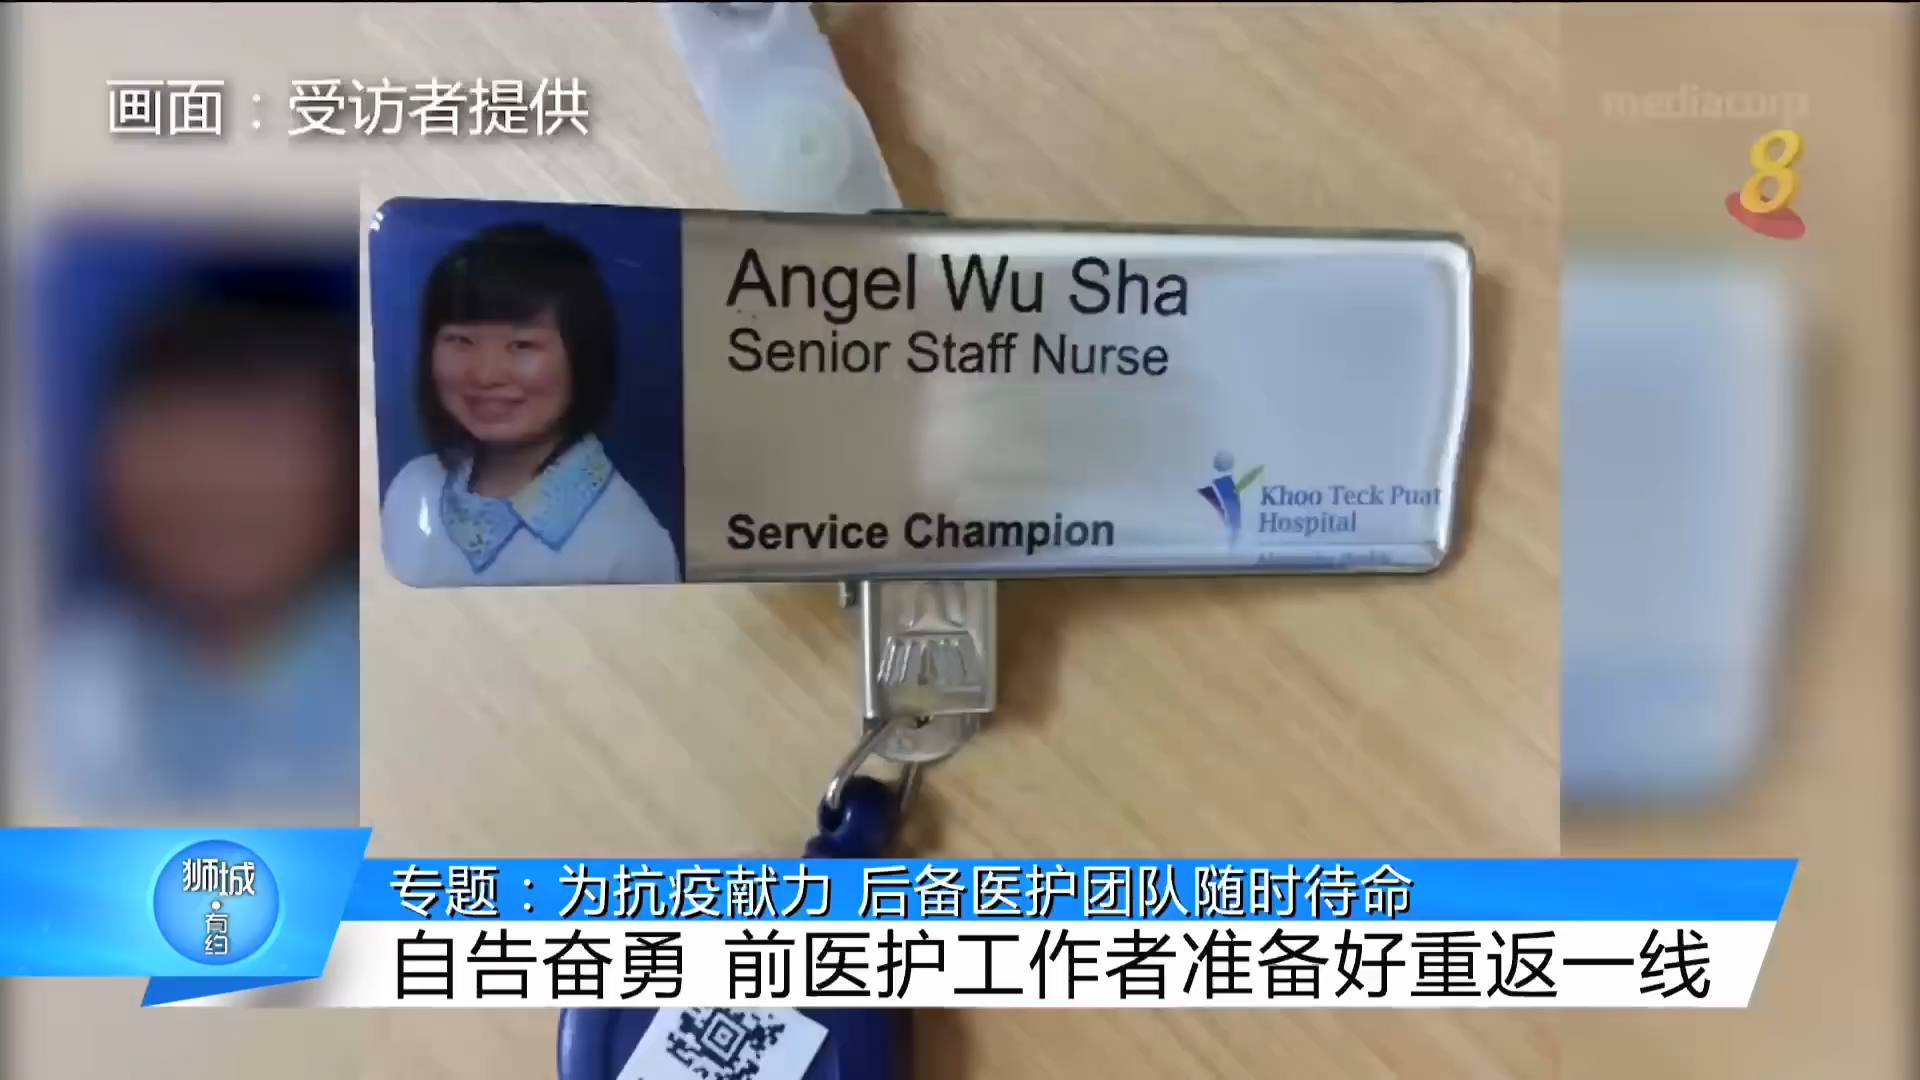 画面：受访者提供
mediacorp
8
Angel Wu Sha
Senior Staff Nurse
Service Champion
Khoo Teck Puat
Hospital
狮城
有约
专题：为抗疫献力 后备医护团队随时待命
自告奋勇 前医护工作者准备好重返一线